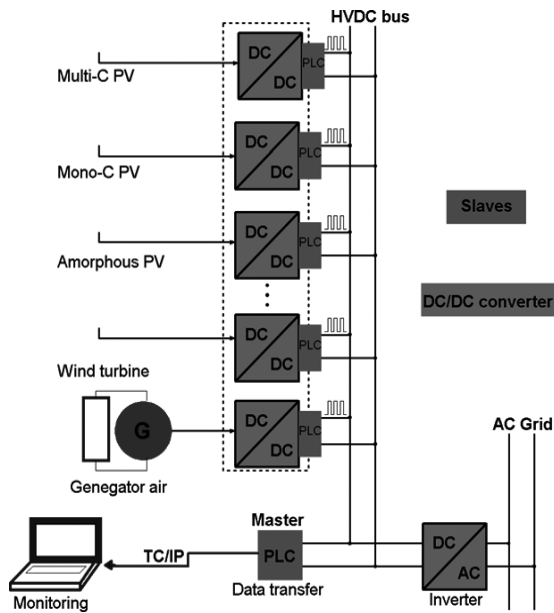 HVDC bus
DC
DC
PLC
Multi-C PV
DC
DC
PLC
Mono-C PV
Slaves
DC
DC
PLC
Amorphous PV
DC/DC converter
DC
DC
PLC
Wind turbine
DC
DC
PLC
G
Genegator air
AC Grid
Master
TC/IP
PLC
DC
AC
Data transfer
Inverter
Monitoring